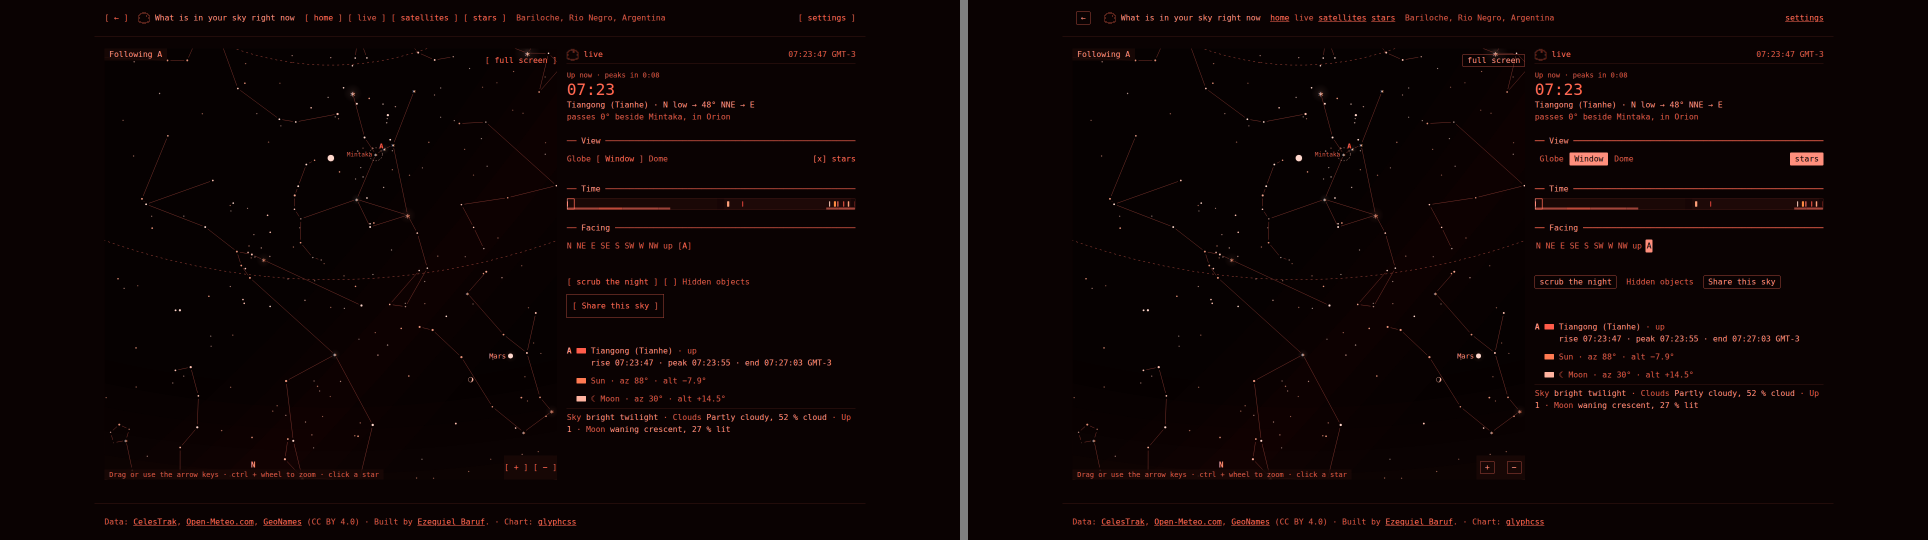 [ ← ] What is in your sky right now [ home ] [ live ] [ satellites ] [ stars ] Bariloche, Rio Negro, Argentina [ settings ]
Following A
[ full screen ]
Mintaka
A
Mars
N
Drag or use the arrow keys · ctrl + wheel to zoom · click a star
[ + ] [ − ]
live 07:23:47 GMT-3
Up now · peaks in 0:08
07:23
Tiangong (Tianhe) · N low → 48° NNE → E
passes 0° beside Mintaka, in Orion
View
Globe [ Window ] Dome [x] stars
Time
Facing
N NE E SE S SW W NW up [A]
[ scrub the night ] [ ] Hidden objects
[ Share this sky ]
A Tiangong (Tianhe) · up
rise 07:23:47 · peak 07:23:55 · end 07:27:03 GMT-3
Sun · az 88° · alt −7.9°
☾ Moon · az 30° · alt +14.5°
Sky bright twilight · Clouds Partly cloudy, 52 % cloud · Up
1 · Moon waning crescent, 27 % lit
Data: CelesTrak, Open-Meteo.com, GeoNames (CC BY 4.0) · Built by Ezequiel Baruf. · Chart: glyphcss
← What is in your sky right now home live satellites stars Bariloche, Rio Negro, Argentina settings
Following A
full screen
Mintaka
A
Mars
N
Drag or use the arrow keys · ctrl + wheel to zoom · click a star
+ −
live 07:23:47 GMT-3
Up now · peaks in 0:08
07:23
Tiangong (Tianhe) · N low → 48° NNE → E
passes 0° beside Mintaka, in Orion
View
Globe Window Dome stars
Time
Facing
N NE E SE S SW W NW up A
scrub the night Hidden objects Share this sky
A Tiangong (Tianhe) · up
rise 07:23:47 · peak 07:23:55 · end 07:27:03 GMT-3
Sun · az 88° · alt −7.9°
☾ Moon · az 30° · alt +14.5°
Sky bright twilight · Clouds Partly cloudy, 52 % cloud · Up
1 · Moon waning crescent, 27 % lit
Data: CelesTrak, Open-Meteo.com, GeoNames (CC BY 4.0) · Built by Ezequiel Baruf. · Chart: glyphcss